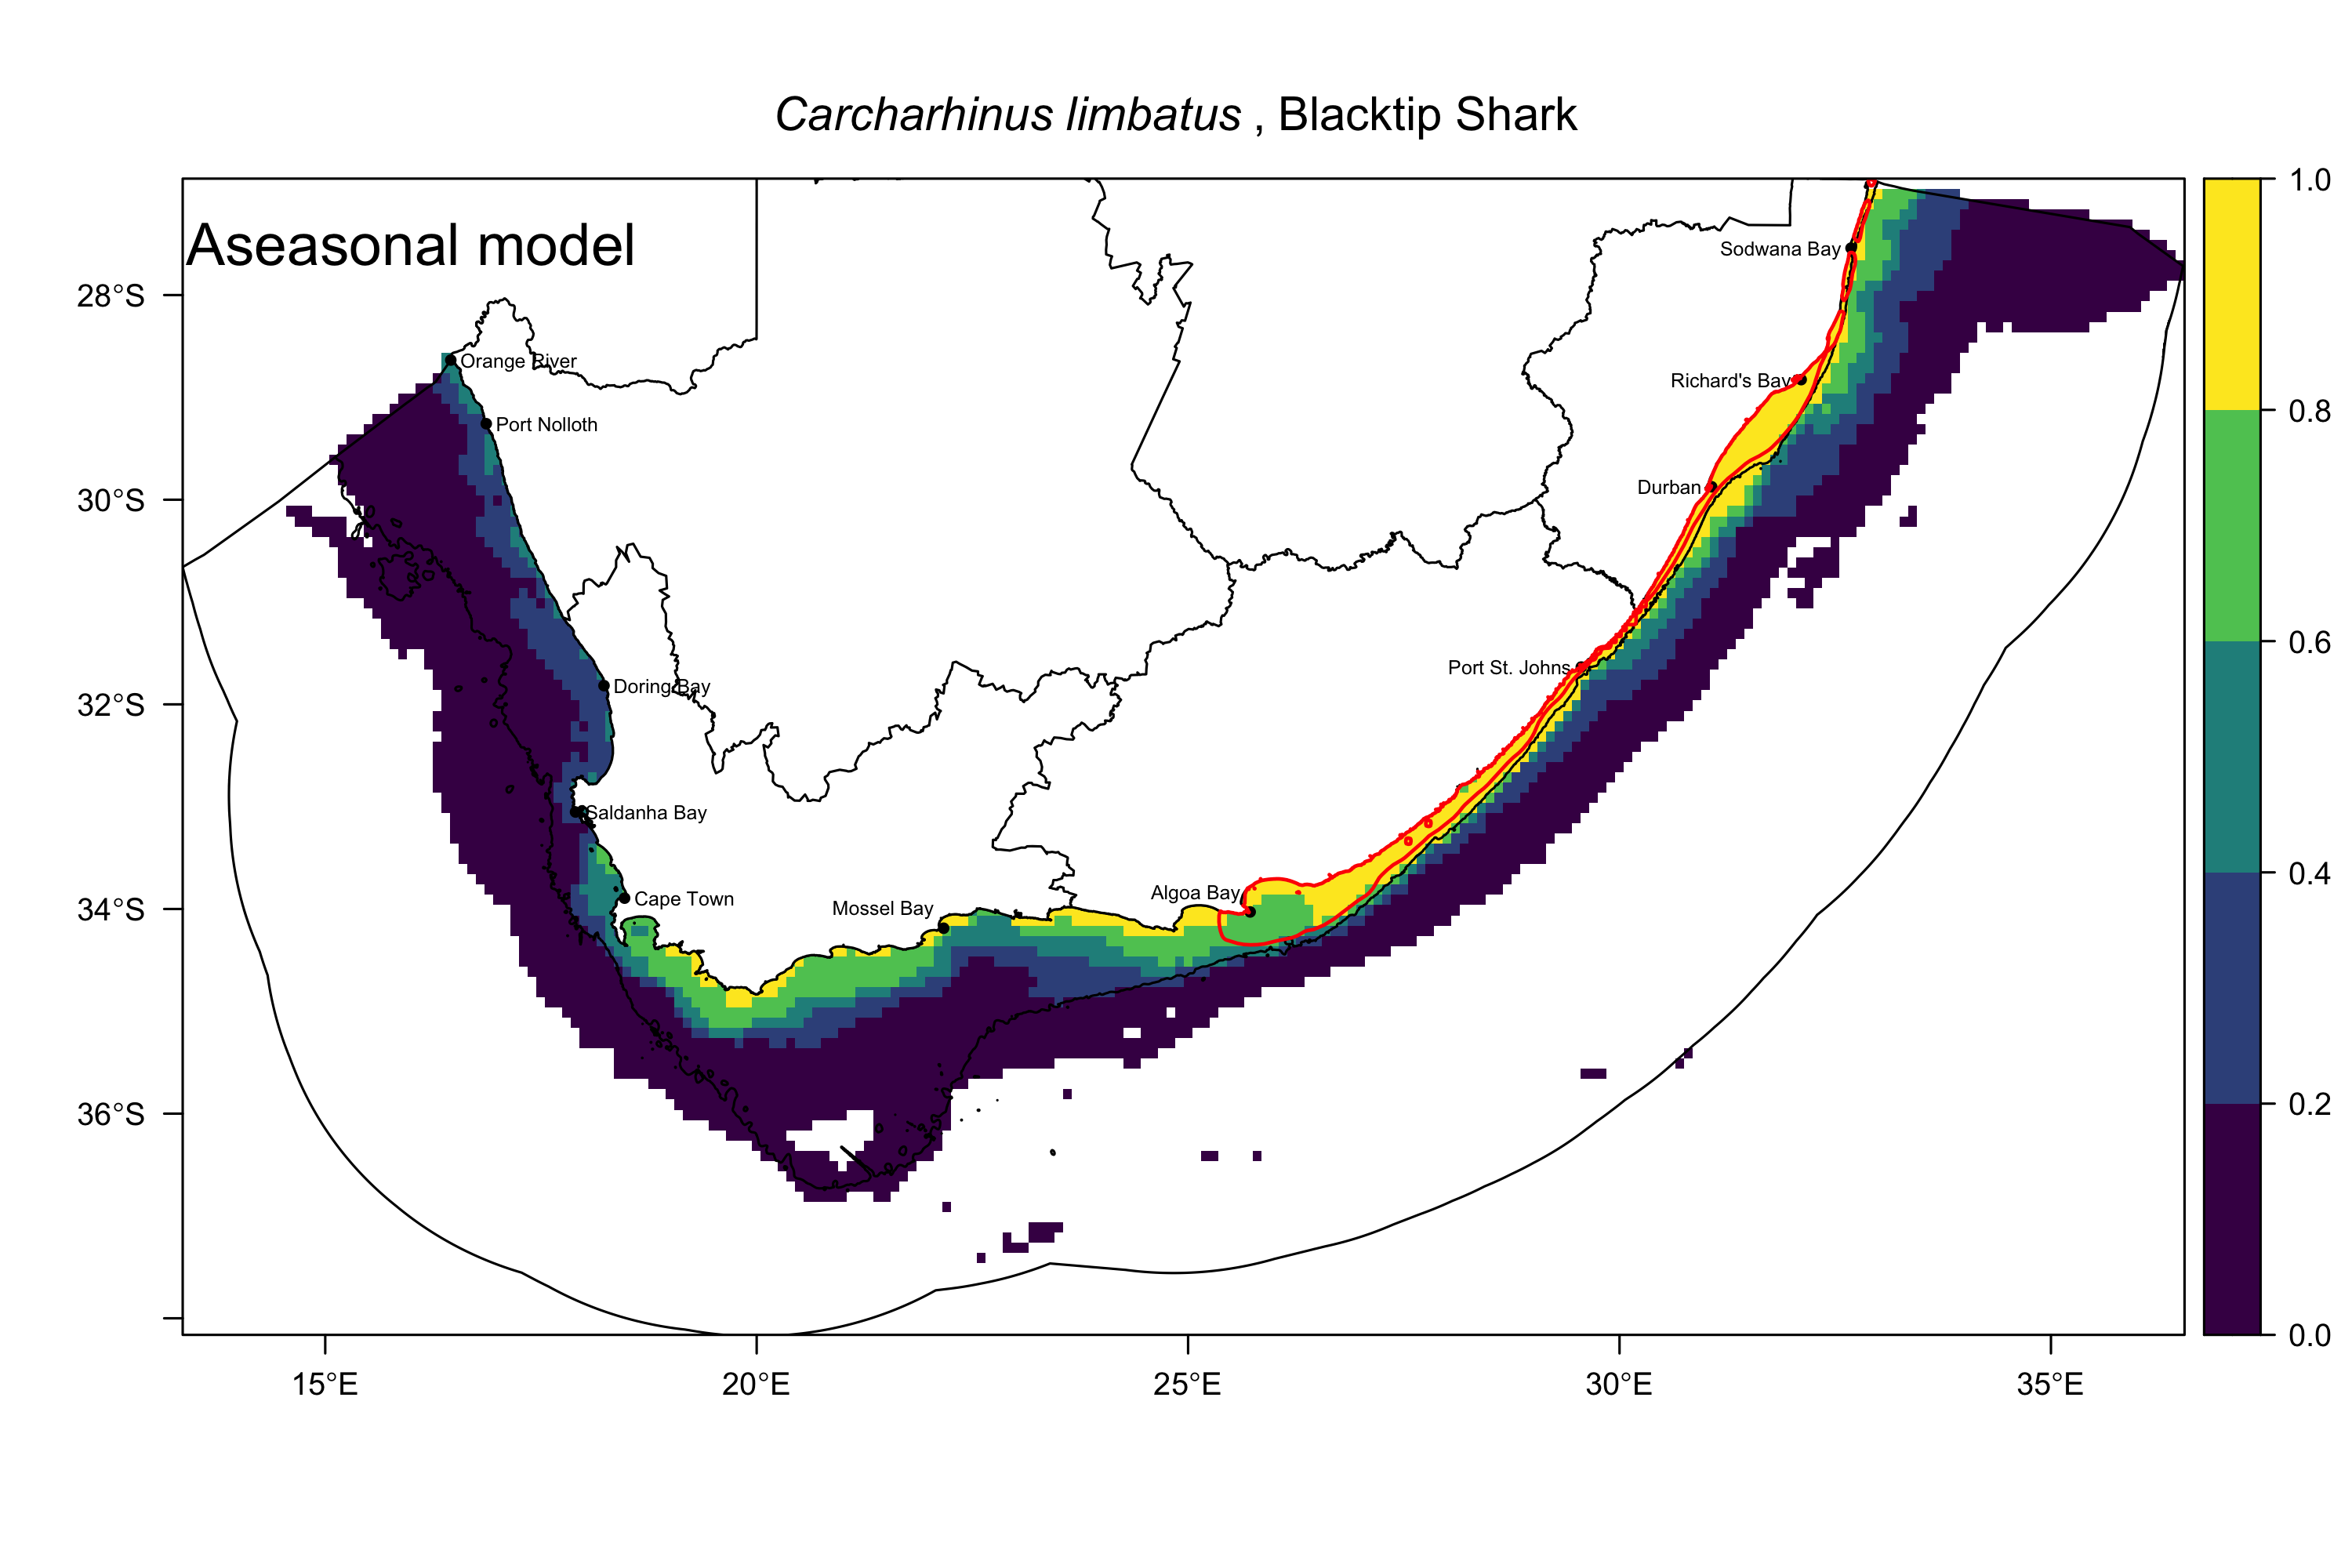 Carcharhinus limbatus , Blacktip Shark
Aseasonal model
1.0
0.8
0.6
0.4
0.2
0.0
28°S
30°S
32°S
34°S
36°S
15°E
20°E
25°E
30°E
35°E
Sodwana Bay
Orange River
Richard's Bay
Port Nolloth
Durban
Port St. Johns
Doring Bay
Saldanha Bay
Algoa Bay
Cape Town
Mossel Bay